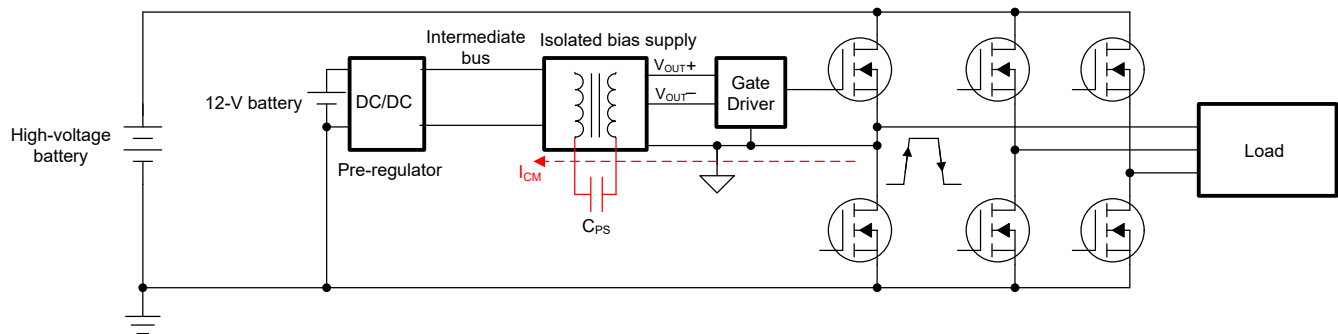 Intermediate
bus
Isolated bias supply
12-V battery
DC/DC
VOUT+
VOUT–
Gate
Driver
High-voltage
battery
Pre-regulator
ICM
CPS
Load